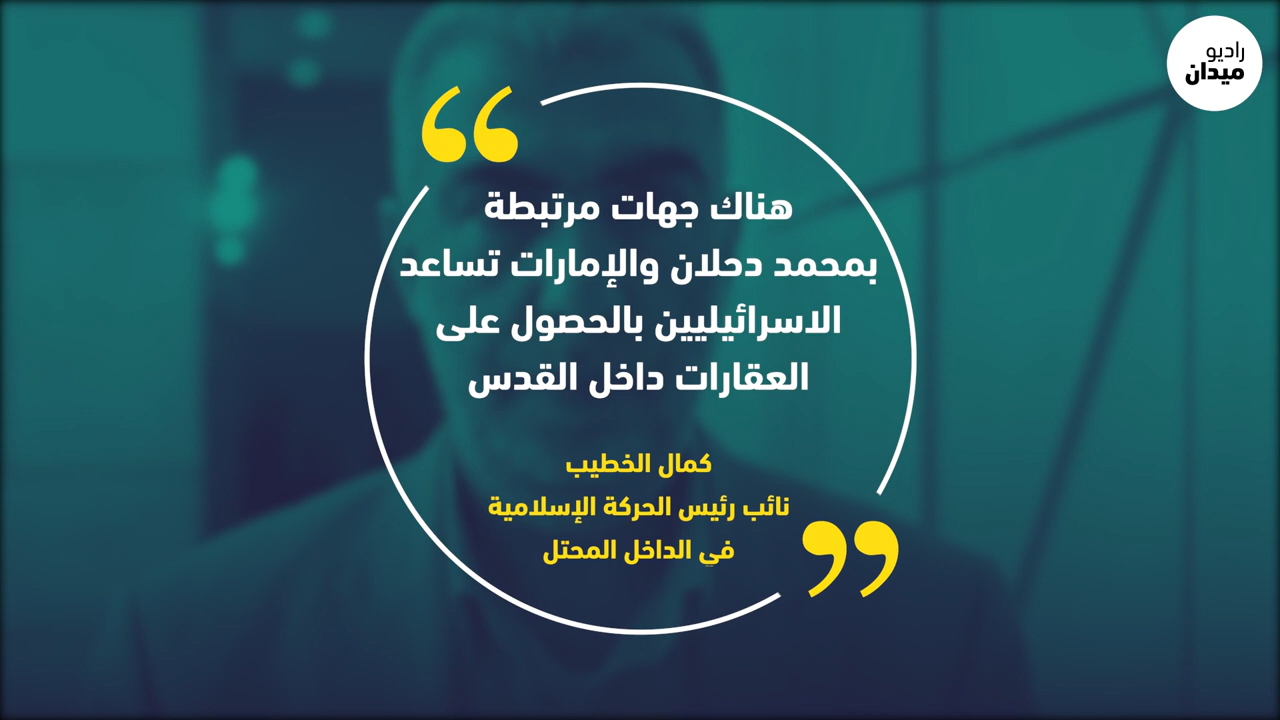 راديو
ميدان
هناك جهات مرتبطة
بمحمد دحلان والإمارات تساعد
الاسرائيليين بالحصول على
العقارات داخل القدس
كمال الخطيب
نائب رئيس الحركة الإسلامية
في الداخل المحتل